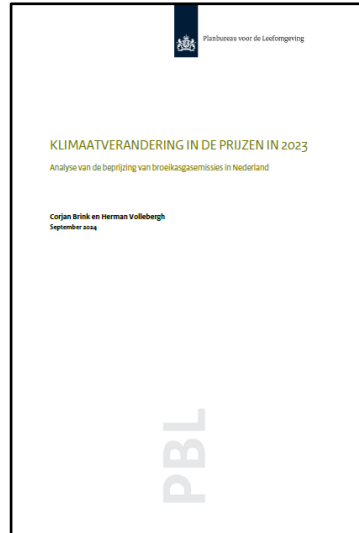 Planbureau voor de Leefomgeving
KLIMAATVERANDERING IN DE PRIJZEN IN 2023
Analyse van de beprijzing van broeikasgasemissies in Nederland
Corjan Brink en Herman Vollebergh
September 2024
PBL